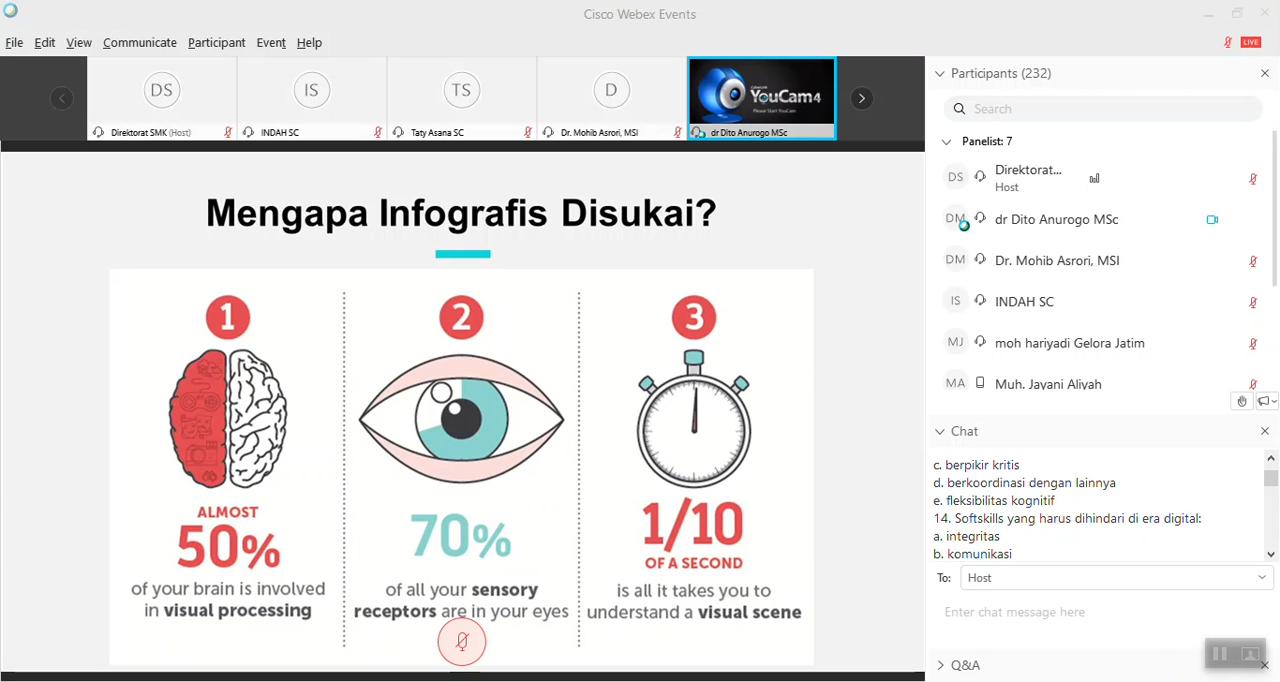 Cisco Webex Events
File Edit View Communicate Participant Event Help
LIVE
DS
IS
TS
D
CyberLink
YouCam 4
Please Start YouCam
Direktorat SMK (Host)
INDAH SC
Taty Asana SC
Dr. Mohib Asrori, MSI
dr Dito Anurogo MSc
Mengapa Infografis Disukai?
1
ALMOST
50%
of your brain is involved
in visual processing
2
70%
of all your sensory
receptors are in your eyes
3
1/10
OF A SECOND
is all it takes you to
understand a visual scene
Participants (232)
Search
Panelist: 7
DS Direktorat...
Host
DM dr Dito Anurogo MSc
DM Dr. Mohib Asrori, MSI
IS INDAH SC
MJ moh hariyadi Gelora Jatim
MA Muh. Jayani Aliyah
Chat
c. berpikir kritis
d. berkoordinasi dengan lainnya
e. fleksibilitas kognitif
14. Softskills yang harus dihindari di era digital:
a. integritas
b. komunikasi
To: Host
Enter chat message here
Q&A